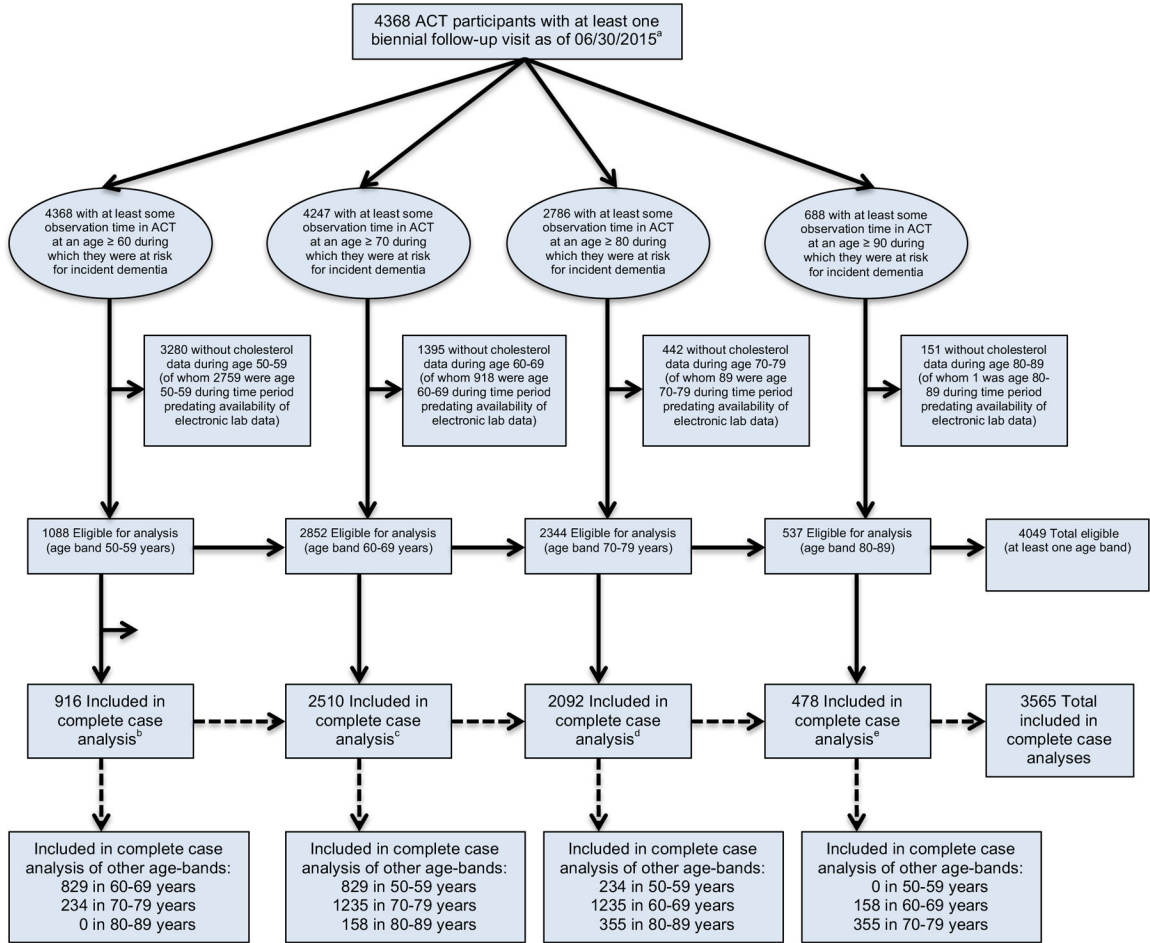 4368 ACT participants with at least one
biennial follow-up visit as of 06/30/2015a
4368 with at least some
observation time in ACT
at an age ≥ 60 during
which they were at risk
for incident dementia
4247 with at least some
observation time in ACT
at an age ≥ 70 during
which they were at risk
for incident dementia
2786 with at least some
observation time in ACT
at an age ≥ 80 during
which they were at risk
for incident dementia
688 with at least some
observation time in ACT
at an age ≥ 90 during
which they were at risk
for incident dementia
3280 without cholesterol
data during age 50-59
(of whom 2759 were age
50-59 during time period
predating availability of
electronic lab data)
1395 without cholesterol
data during age 60-69
(of whom 918 were age
60-69 during time period
predating availability of
electronic lab data)
442 without cholesterol
data during age 70-79
(of whom 89 were age
70-79 during time period
predating availability of
electronic lab data)
151 without cholesterol
data during age 80-89
(of whom 1 was age 80-
89 during time period
predating availability of
electronic lab data)
1088 Eligible for analysis
(age band 50-59 years)
2852 Eligible for analysis
(age band 60-69 years)
2344 Eligible for analysis
(age band 70-79 years)
537 Eligible for analysis
(age band 80-89)
4049 Total eligible
(at least one age band)
916 Included in
complete case
analysisb
2510 Included in
complete case
analysisc
2092 Included in
complete case
analysisd
478 Included in
complete case
analysise
3565 Total
included in
complete case
analyses
Included in complete case
analysis of other age-bands:
829 in 60-69 years
234 in 70-79 years
0 in 80-89 years
Included in complete case
analysis of other age-bands:
829 in 50-59 years
1235 in 70-79 years
158 in 80-89 years
Included in complete case
analysis of other age-bands:
234 in 50-59 years
1235 in 60-69 years
355 in 80-89 years
Included in complete case
analysis of other age-bands:
0 in 50-59 years
158 in 60-69 years
355 in 70-79 years